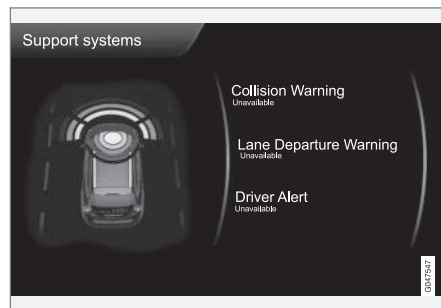 Support systems
Collision Warning
Unavailable
Lane Departure Warning
Unavailable
Driver Alert
Unavailable
G047547